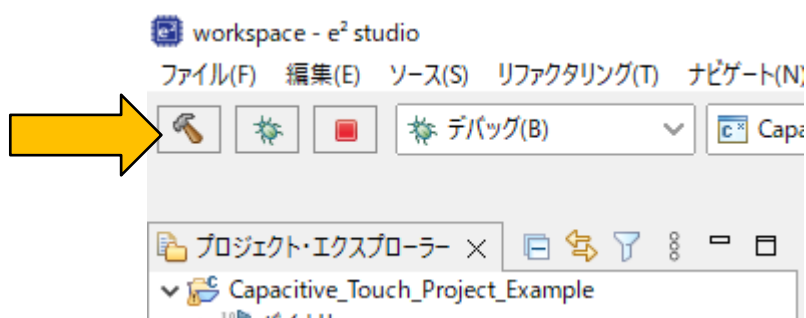 workspace - e² studio
ファイル(F) 編集(E) ソース(S) リファクタリング(T) ナビゲート(N)
デバッグ(B) Capa
プロジェクト・エクスプローラー
Capacitive_Touch_Project_Example